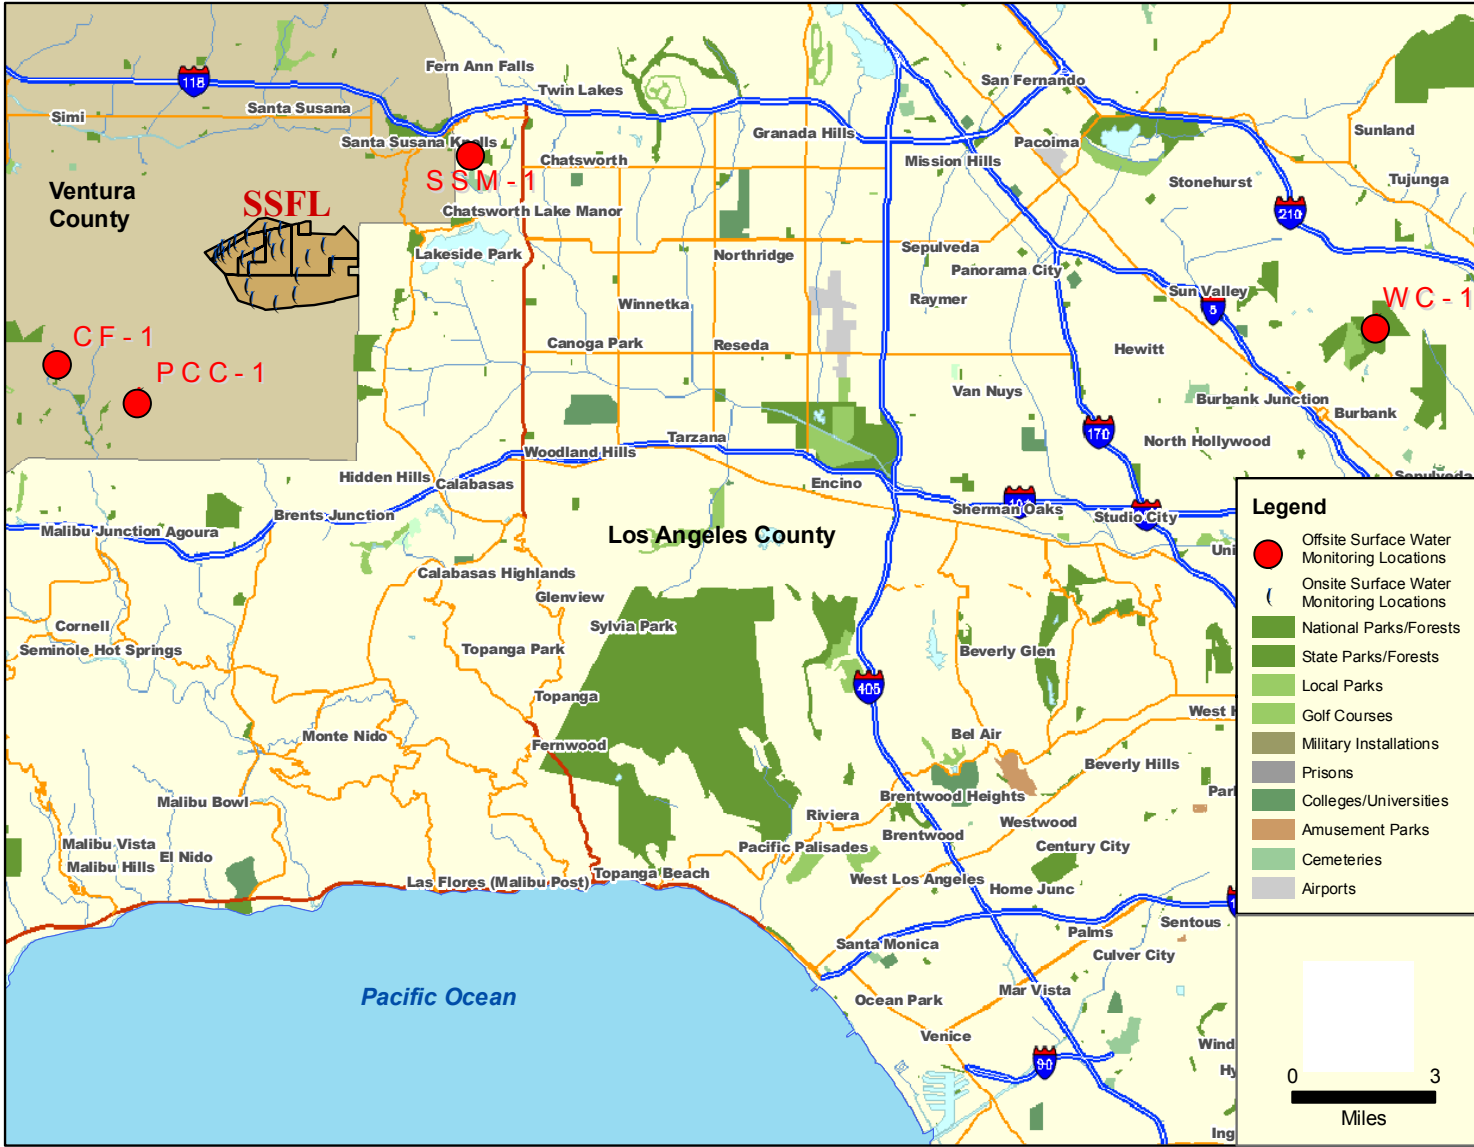 Fern Ann Falls
Twin Lakes
San Fernando
118
Simi
Santa Susana
Santa Susana Knolls
Granada Hills
Pacoima
Sunland
Mission Hills
Chatsworth
SSM-1
Stonehurst
Tujunga
Ventura
County
SSFL
Chatsworth Lake Manor
210
Lakeside Park
Northridge
Sepulveda
Panorama City
Winnetka
Raymer
Sun Valley
5
WC-1
CF-1
Canoga Park
Reseda
Hewitt
PCC-1
Van Nuys
Burbank Junction
Burbank
170
North Hollywood
Tarzana
Woodland Hills
Hidden Hills
Calabasas
Encino
Sepulveda
Sherman Oaks
Studio City
Brents Junction
Malibu Junction
Agoura
Los Angeles County
Uni
Calabasas Highlands
Glenview
Cornell
Sylvia Park
Seminole Hot Springs
Topanga Park
Beverly Glen
405
Topanga
West H
Monte Nido
Fernwood
Bel Air
Beverly Hills
Malibu Bowl
Brentwood Heights
Parl
Riviera
Westwood
Malibu Vista
Brentwood
Pacific Palisades
Century City
Malibu Hills
El Nido
Las Flores (Malibu Post)
Topanga Beach
West Los Angeles
Home Junc
Santa Monica
Palms
Sentous
Culver City
Pacific Ocean
Ocean Park
Mar Vista
Venice
90
Wind
Hy
Ing
Legend
Offsite Surface Water
Monitoring Locations
Onsite Surface Water
Monitoring Locations
National Parks/Forests
State Parks/Forests
Local Parks
Golf Courses
Military Installations
Prisons
Colleges/Universities
Amusement Parks
Cemeteries
Airports
0 3
Miles